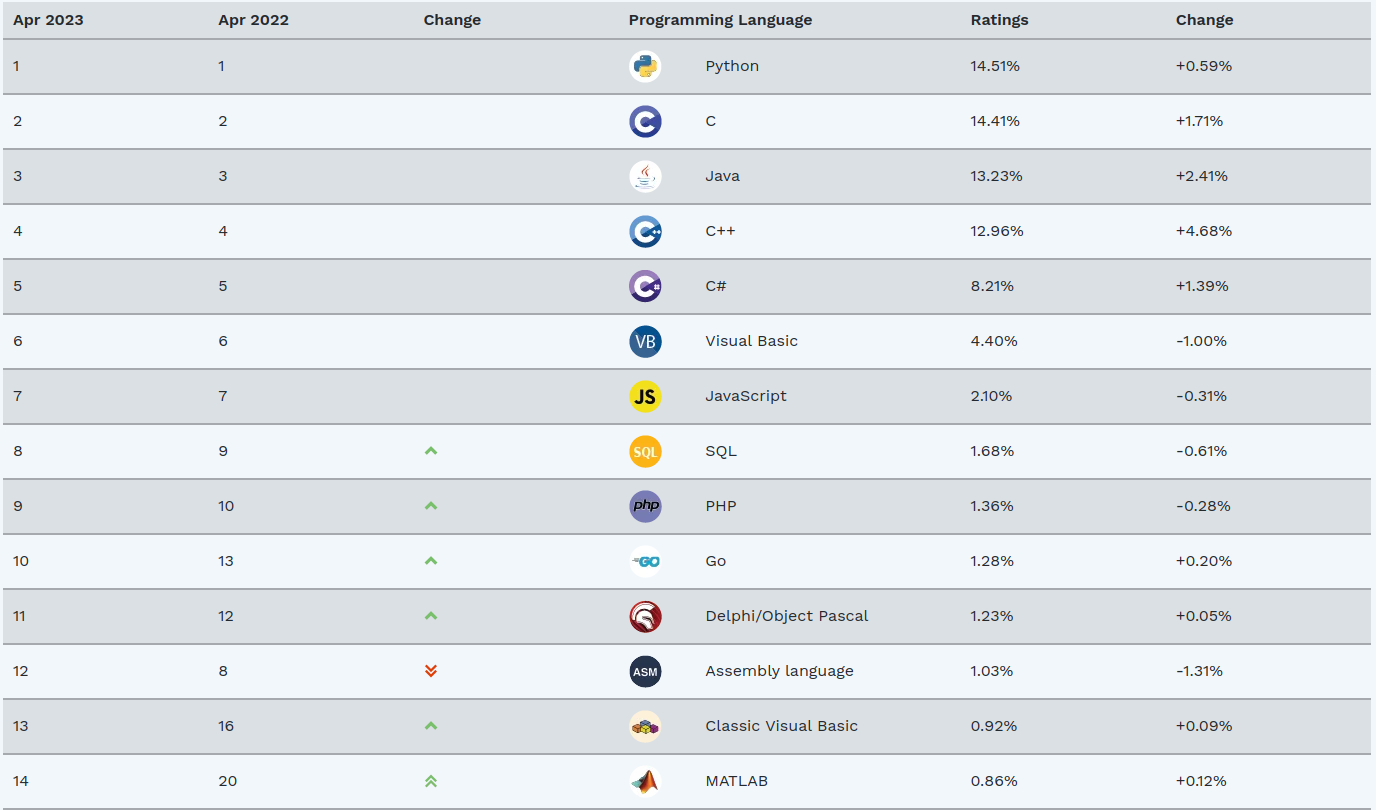 Apr 2023 Apr 2022 Change Programming Language Ratings Change
1 1 Python 14.51% +0.59%
2 2 C C 14.41% +1.71%
3 3 Java 13.23% +2.41%
4 4 C++ C++ 12.96% +4.68%
5 5 C# C# 8.21% +1.39%
6 6 VB Visual Basic 4.40% -1.00%
7 7 JS JavaScript 2.10% -0.31%
8 9 SQL SQL 1.68% -0.61%
9 10 php PHP 1.36% -0.28%
10 13 GO Go 1.28% +0.20%
11 12 Delphi/Object Pascal 1.23% +0.05%
12 8 ASM Assembly language 1.03% -1.31%
13 16 Classic Visual Basic 0.92% +0.09%
14 20 MATLAB 0.86% +0.12%